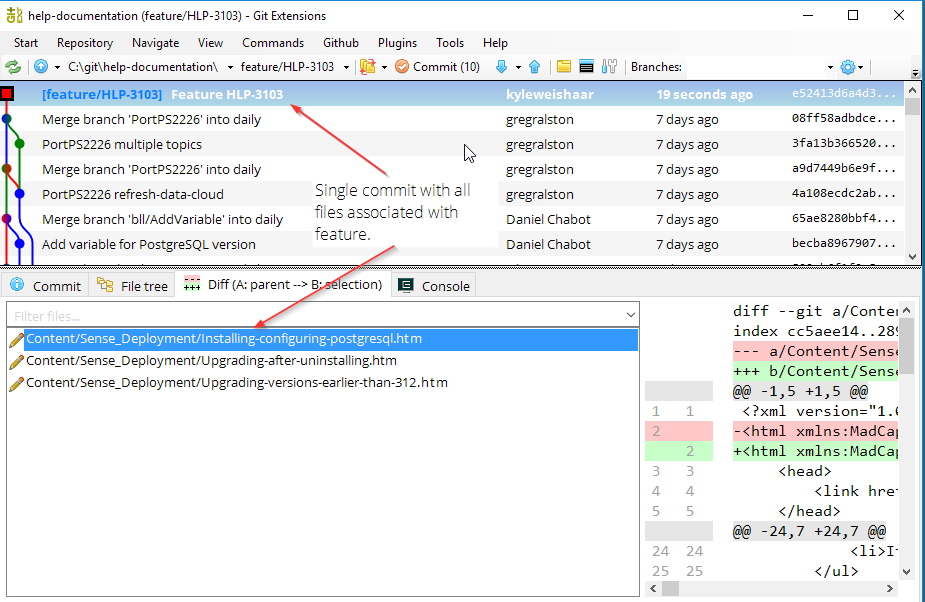 help-documentation (feature/HLP-3103) - Git Extensions
Start Repository Navigate View Commands Github Plugins Tools Help
C:\git\help-documentation\ feature/HLP-3103 Commit (10) Branches:
[feature/HLP-3103] Feature HLP-3103 kyleweishaar 19 seconds ago e52413d6a4d3...
Merge branch 'PortPS2226' into daily gregralston 7 days ago 08ff58adbdce...
PortPS2226 multiple topics gregralston 7 days ago 3fa13b366520...
Merge branch 'PortPS2226' into daily gregralston 7 days ago a9d7449b6e9f...
PortPS2226 refresh-data-cloud gregralston 7 days ago 4a108ecdc2ab...
Merge branch 'bll/AddVariable' into daily Daniel Chabot 7 days ago 65ae8280bbf4...
Add variable for PostgreSQL version Daniel Chabot 7 days ago becba8967907...
Single commit with all
files associated with
feature.
Commit File tree Diff (A: parent --> B: selection) Console
Filter files...
Content/Sense_Deployment/Installing-configuring-postgresql.htm
Content/Sense_Deployment/Upgrading-after-uninstalling.htm
Content/Sense_Deployment/Upgrading-versions-earlier-than-312.htm
diff --git a/Conte
index cc5aee14..289
--- a/Content/Sense
+++ b/Content/Sense
@@ -1,5 +1,5 @@
1 1 <?xml version="1.0
2 -<html xmlns:MadCap
2 +<html xmlns:MadCap
3 3 <head>
4 4 <link href
5 5 </head>
@@ -24,7 +24,7 @@
24 24 <li>I
25 25 </ul>